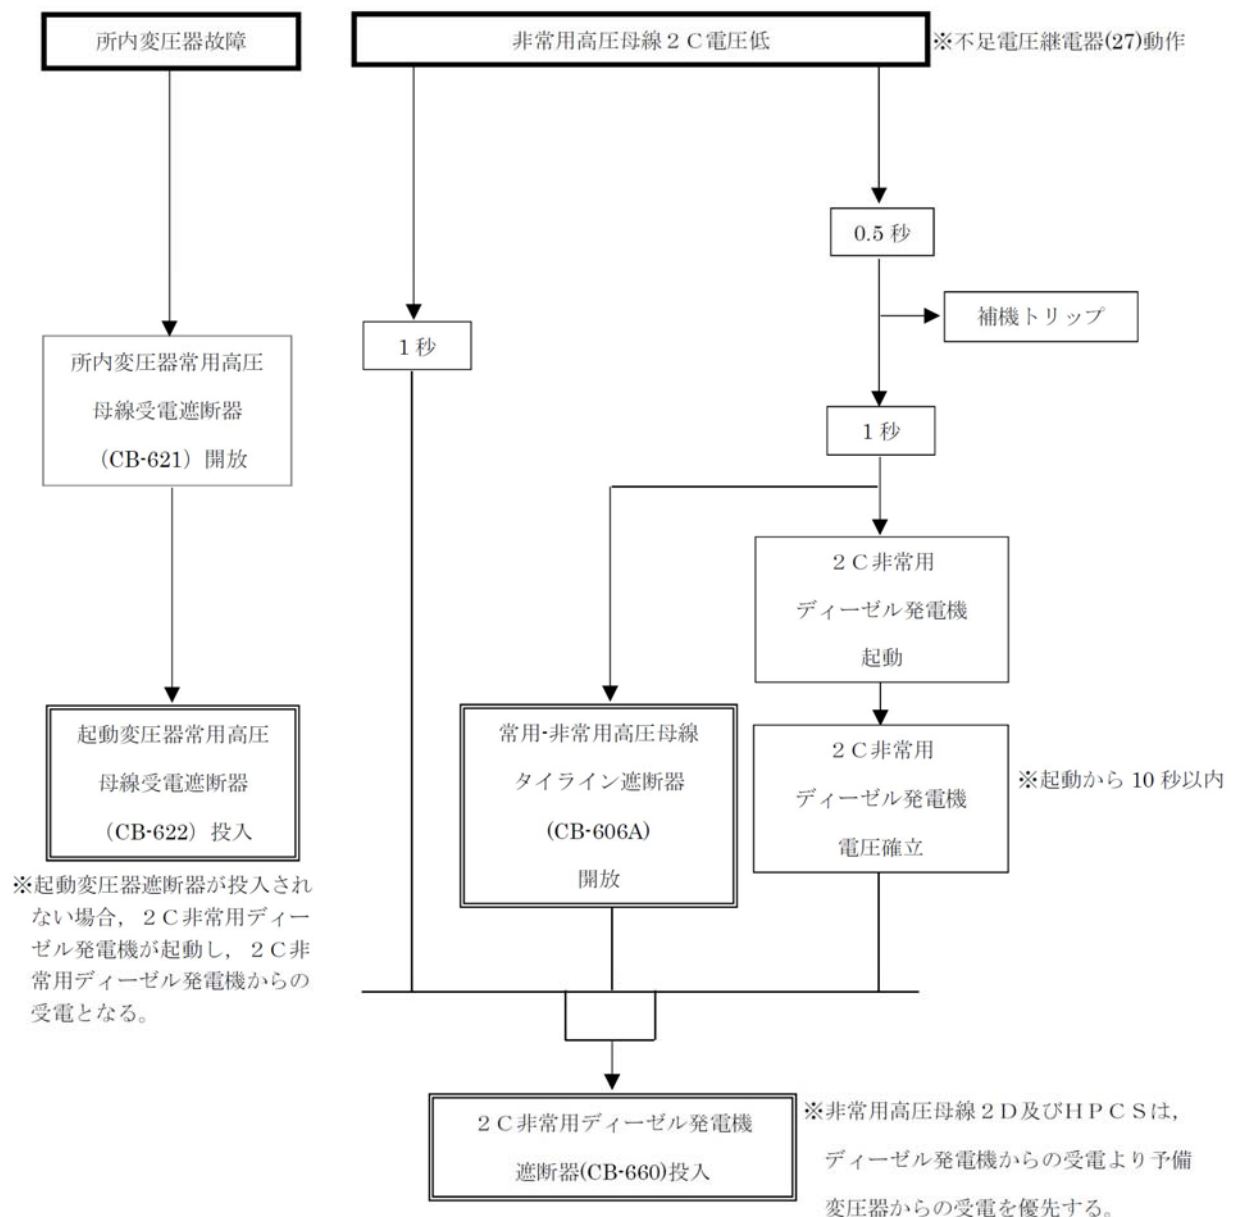 所内変圧器故障
非常用高圧母線２Ｃ電圧低
※不足電圧継電器(27)動作
0.5 秒
補機トリップ
1 秒
1 秒
所内変圧器常用高圧
母線受電遮断器
（CB-621）開放
２Ｃ非常用
ディーゼル発電機
起動
起動変圧器常用高圧
母線受電遮断器
（CB-622）投入
※起動変圧器遮断器が投入され
ない場合，２Ｃ非常用ディー
ゼル発電機が起動し，２Ｃ非
常用ディーゼル発電機からの
受電となる。
常用-非常用高圧母線
タイライン遮断器
(CB-606A)
開放
２Ｃ非常用
ディーゼル発電機
電圧確立
※起動から 10 秒以内
２Ｃ非常用ディーゼル発電機
遮断器(CB-660)投入
※非常用高圧母線２Ｄ及びＨＰＣＳは，
ディーゼル発電機からの受電より予備
変圧器からの受電を優先する。